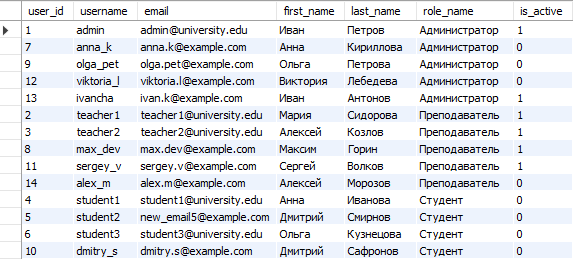 user_id username email first_name last_name role_name is_active
1 admin admin@university.edu Иван Петров Администратор 1
7 anna_k anna.k@example.com Анна Кириллова Администратор 0
9 olga_pet olga.pet@example.com Ольга Петрова Администратор 0
12 viktoria_l viktoria.l@example.com Виктория Лебедева Администратор 0
13 ivancha ivan.k@example.com Иван Антонов Администратор 1
2 teacher1 teacher1@university.edu Мария Сидорова Преподаватель 1
3 teacher2 teacher2@university.edu Алексей Козлов Преподаватель 1
8 max_dev max.dev@example.com Максим Горин Преподаватель 1
11 sergey_v sergey.v@example.com Сергей Волков Преподаватель 1
14 alex_m alex.m@example.com Алексей Морозов Преподаватель 0
4 student1 student1@university.edu Анна Иванова Студент 0
5 student2 new_email5@example.com Дмитрий Смирнов Студент 0
6 student3 student3@university.edu Ольга Кузнецова Студент 0
10 dmitry_s dmitry.s@example.com Дмитрий Сафронов Студент 0